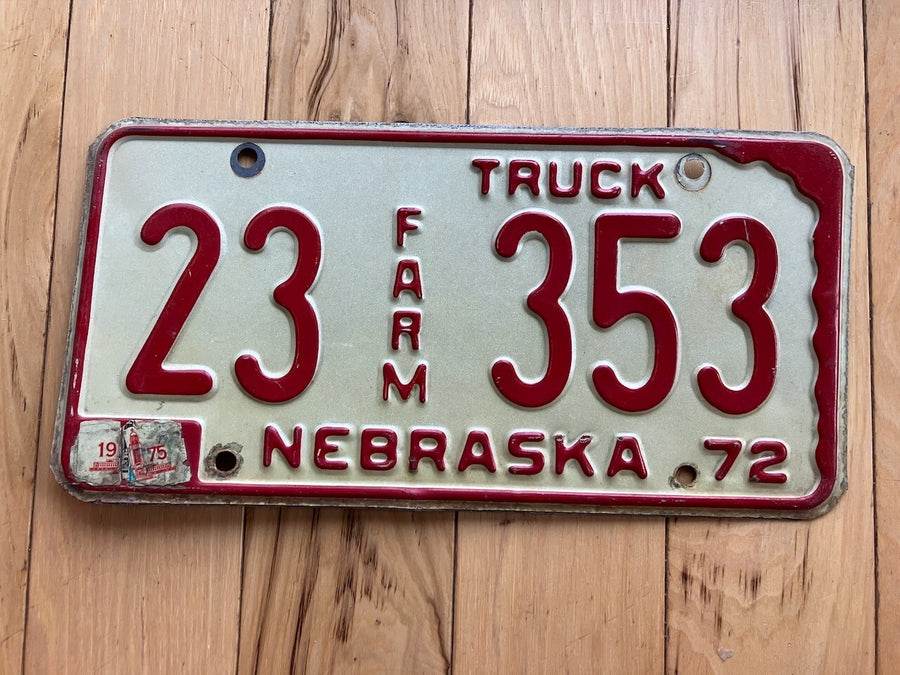 TRUCK
23 FARM 353
19 75
NEBRASKA 72